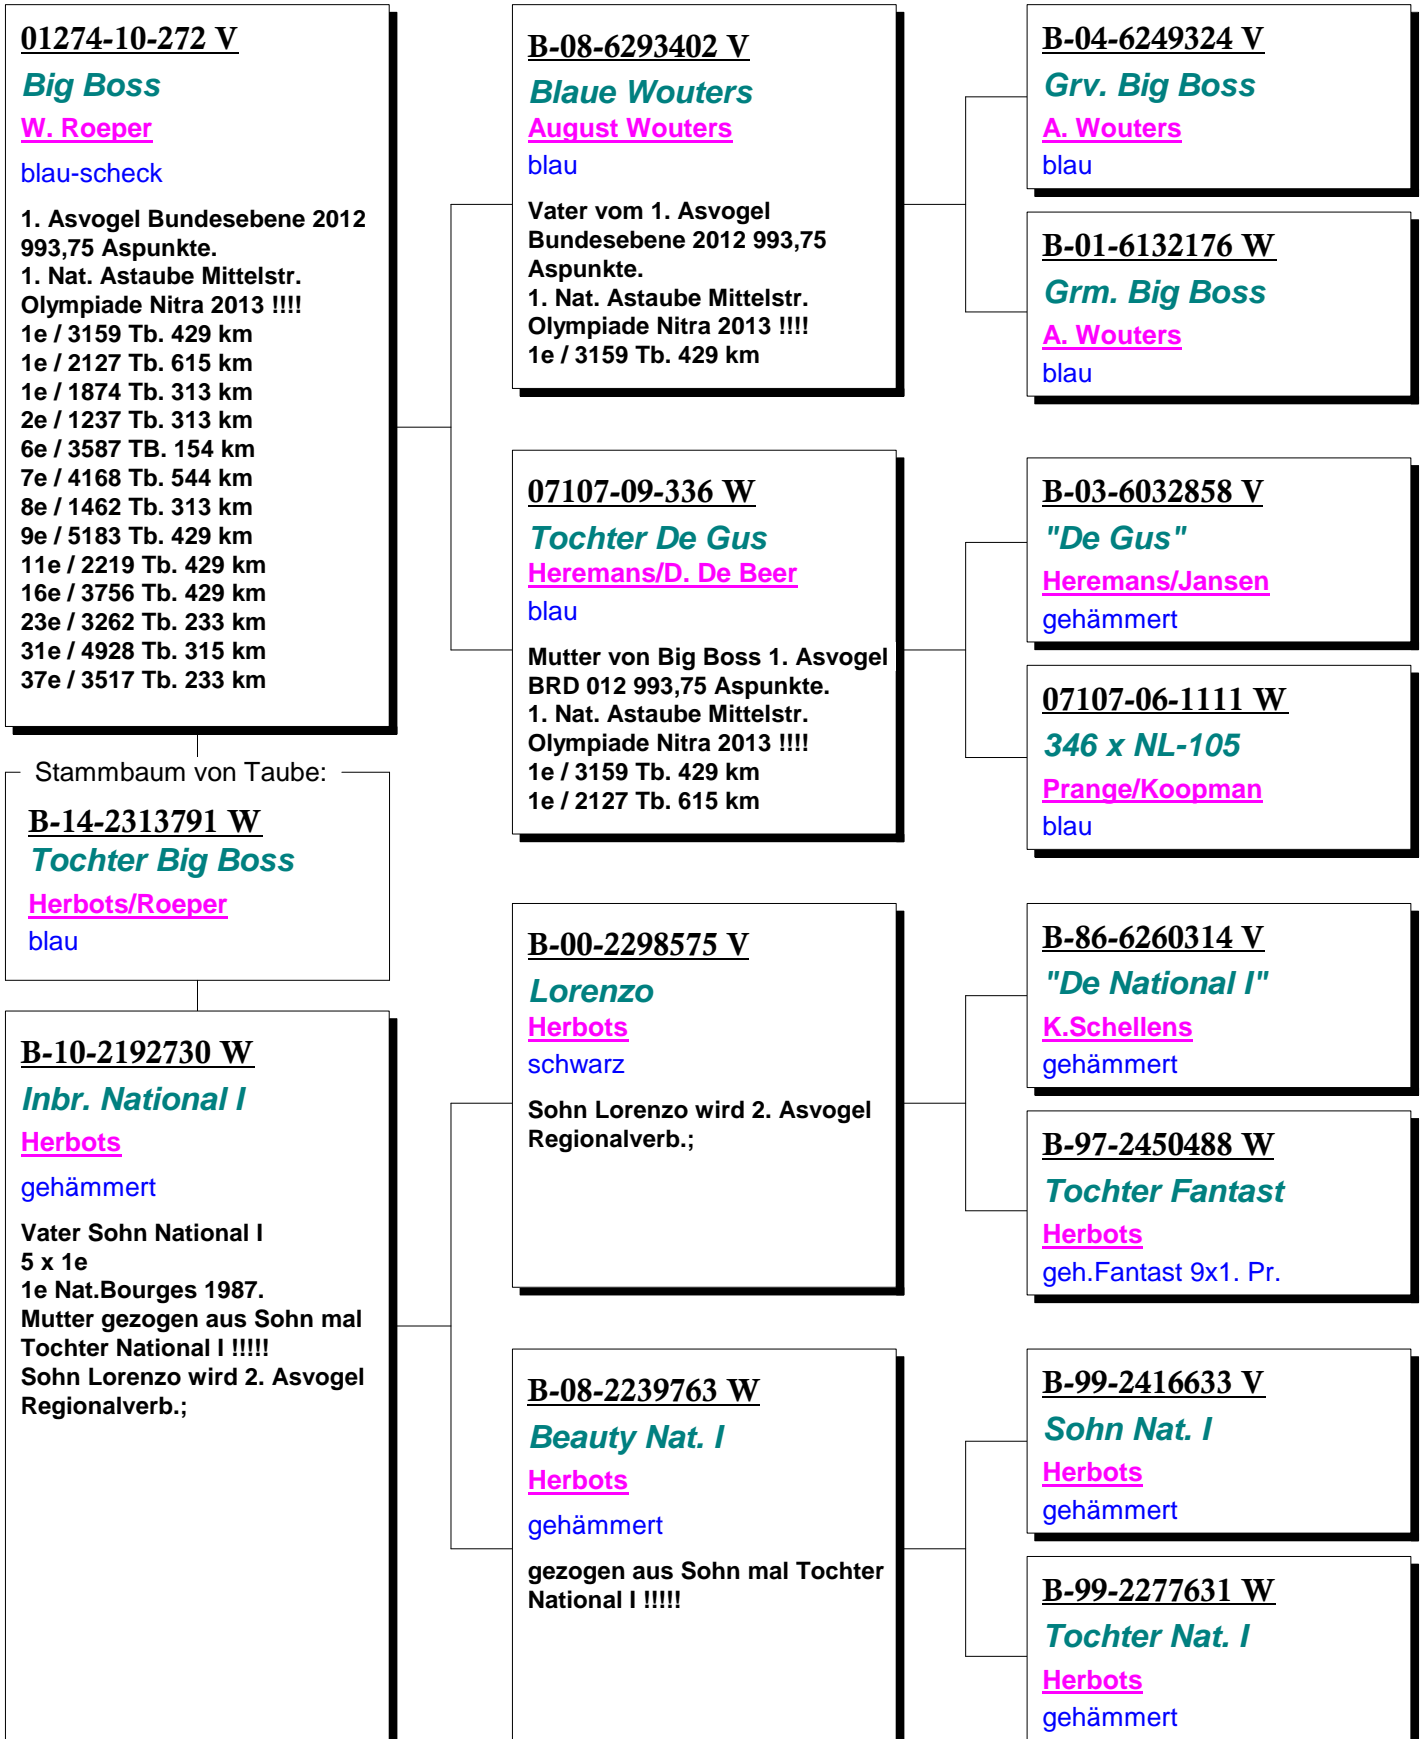 01274-10-272 V
Big Boss
W. Roeper
blau-scheck
1. Asvogel Bundesebene 2012
993,75 Aspunkte.
1. Nat. Astaube Mittelstr.
Olympiade Nitra 2013 !!!!
1e / 3159 Tb. 429 km
1e / 2127 Tb. 615 km
1e / 1874 Tb. 313 km
2e / 1237 Tb. 313 km
6e / 3587 TB. 154 km
7e / 4168 Tb. 544 km
8e / 1462 Tb. 313 km
9e / 5183 Tb. 429 km
11e / 2219 Tb. 429 km
16e / 3756 Tb. 429 km
23e / 3262 Tb. 233 km
31e / 4928 Tb. 315 km
37e / 3517 Tb. 233 km
Stammbaum von Taube:
B-14-2313791 W
Tochter Big Boss
Herbots/Roeper
blau
B-10-2192730 W
Inbr. National I
Herbots
gehämmert
Vater Sohn National I
5 x 1e
1e Nat.Bourges 1987.
Mutter gezogen aus Sohn mal
Tochter National I !!!!!
Sohn Lorenzo wird 2. Asvogel
Regionalverb.;
B-08-6293402 V
Blaue Wouters
August Wouters
blau
Vater vom 1. Asvogel
Bundesebene 2012 993,75
Aspunkte.
1. Nat. Astaube Mittelstr.
Olympiade Nitra 2013 !!!!
1e / 3159 Tb. 429 km
07107-09-336 W
Tochter De Gus
Heremans/D. De Beer
blau
Mutter von Big Boss 1. Asvogel
BRD 012 993,75 Aspunkte.
1. Nat. Astaube Mittelstr.
Olympiade Nitra 2013 !!!!
1e / 3159 Tb. 429 km
1e / 2127 Tb. 615 km
B-00-2298575 V
Lorenzo
Herbots
schwarz
Sohn Lorenzo wird 2. Asvogel
Regionalverb.;
B-08-2239763 W
Beauty Nat. I
Herbots
gehämmert
gezogen aus Sohn mal Tochter
National I !!!!!
B-04-6249324 V
Grv. Big Boss
A. Wouters
blau
B-01-6132176 W
Grm. Big Boss
A. Wouters
blau
B-03-6032858 V
"De Gus"
Heremans/Jansen
gehämmert
07107-06-1111 W
346 x NL-105
Prange/Koopman
blau
B-86-6260314 V
"De National I"
K.Schellens
gehämmert
B-97-2450488 W
Tochter Fantast
Herbots
geh.Fantast 9x1. Pr.
B-99-2416633 V
Sohn Nat. I
Herbots
gehämmert
B-99-2277631 W
Tochter Nat. I
Herbots
gehämmert